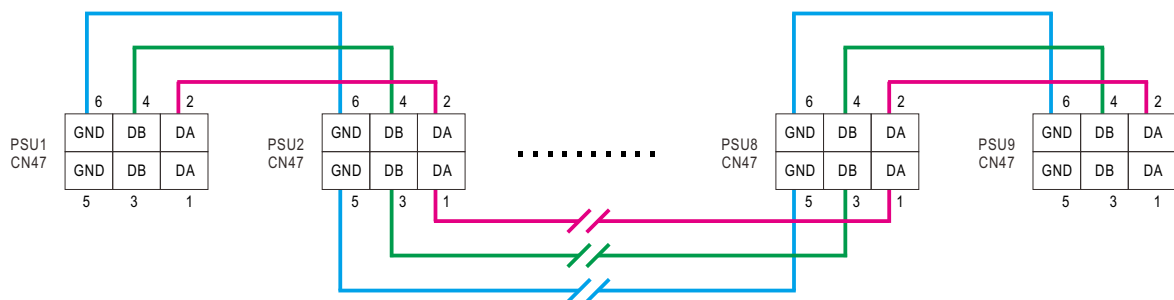 6 4 2 6 4 2 6 4 2 6 4 2
PSU1 CN47 GND DB DA PSU2 CN47 GND DB DA PSU8 CN47 GND DB DA PSU9 CN47 GND DB DA
GND DB DA GND DB DA GND DB DA GND DB DA
5 3 1 5 3 1 5 3 1 5 3 1